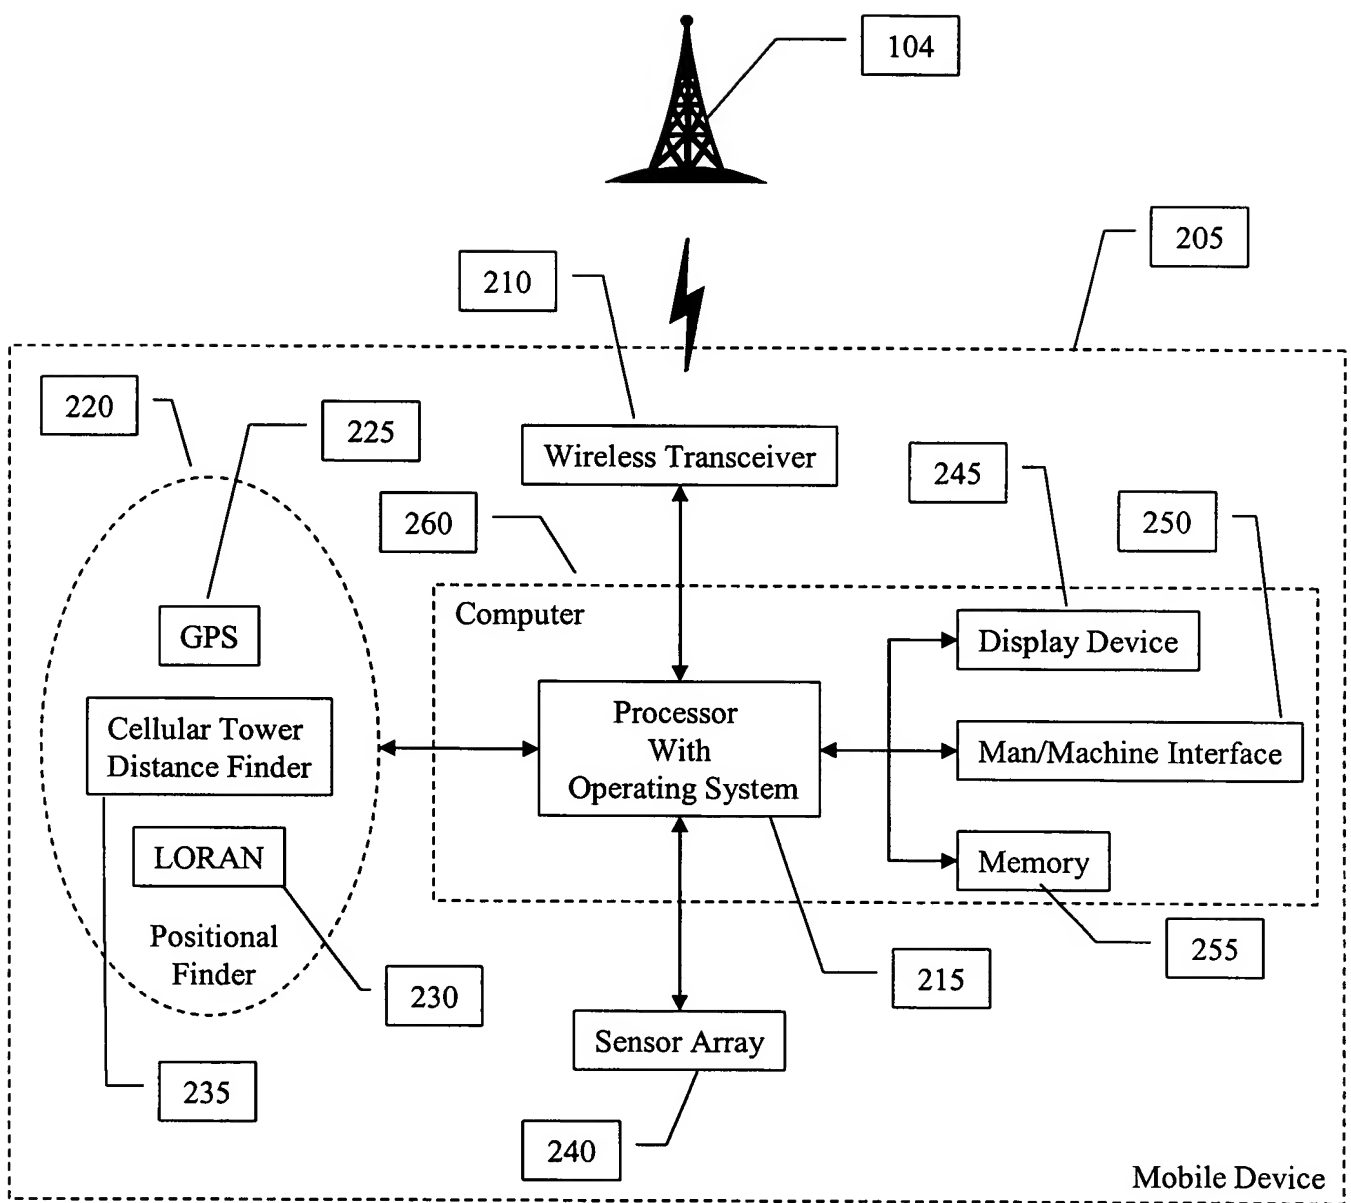 104
205
210
220
225
Wireless Transceiver
245
260
250
Computer
GPS
Display Device
Cellular Tower
Distance Finder
Processor
With
Operating System
Man/Machine Interface
LORAN
Memory
Positional
Finder
230
215
255
Sensor Array
235
240
Mobile Device